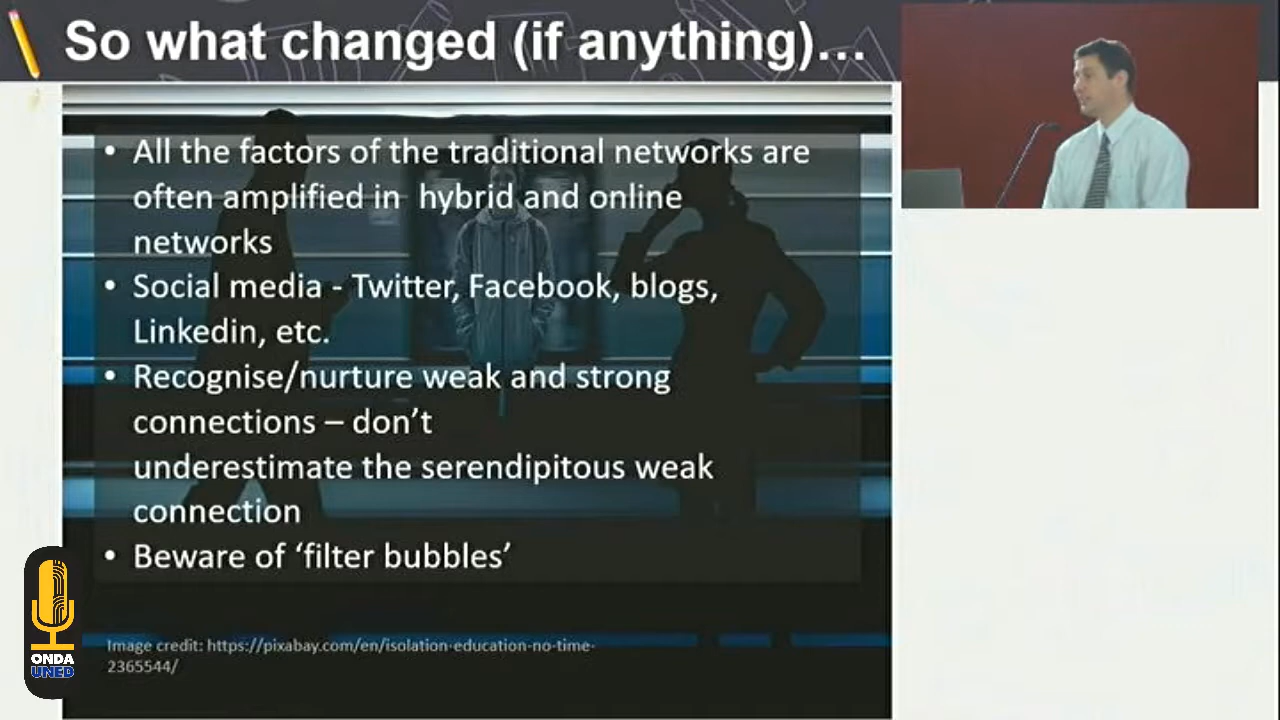 So what changed (if anything)...
• All the factors of the traditional networks are
often amplified in  hybrid and online
networks
• Social media - Twitter, Facebook, blogs,
Linkedin, etc.
• Recognise/nurture weak and strong
connections – don’t
underestimate the serendipitous weak
connection
• Beware of ‘filter bubbles’
Image credit: https://pixabay.com/en/isolation-education-no-time-
2365544/
ONDA
UNED